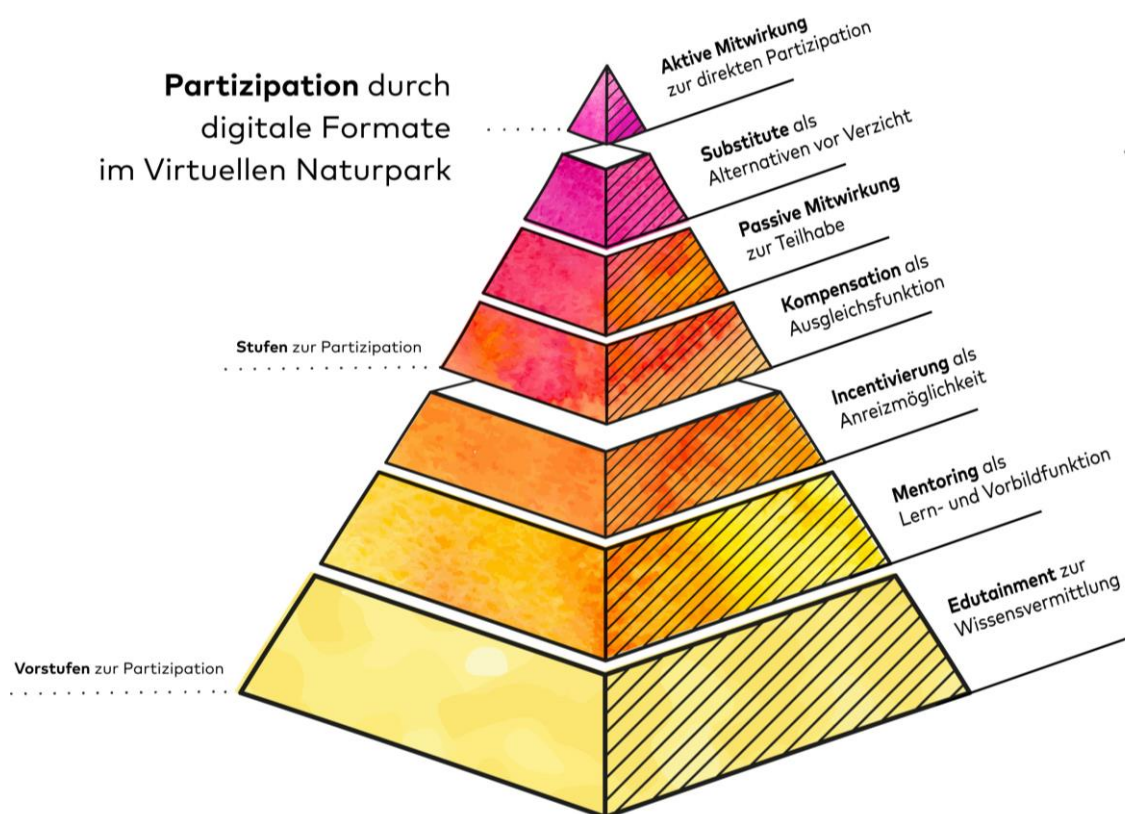 Partizipation durch
digitale Formate
im Virtuellen Naturpark
Aktive Mitwirkung
zur direkten Partizipation
Substitute als
Alternativen vor Verzicht
Passive Mitwirkung
zur Teilhabe
Kompensation als
Ausgleichsfunktion
Stufen zur Partizipation
Incentivierung als
Anreizmöglichkeit
Mentoring als
Lern- und Vorbildfunktion
Edutainment zur
Wissensvermittlung
Vorstufen zur Partizipation